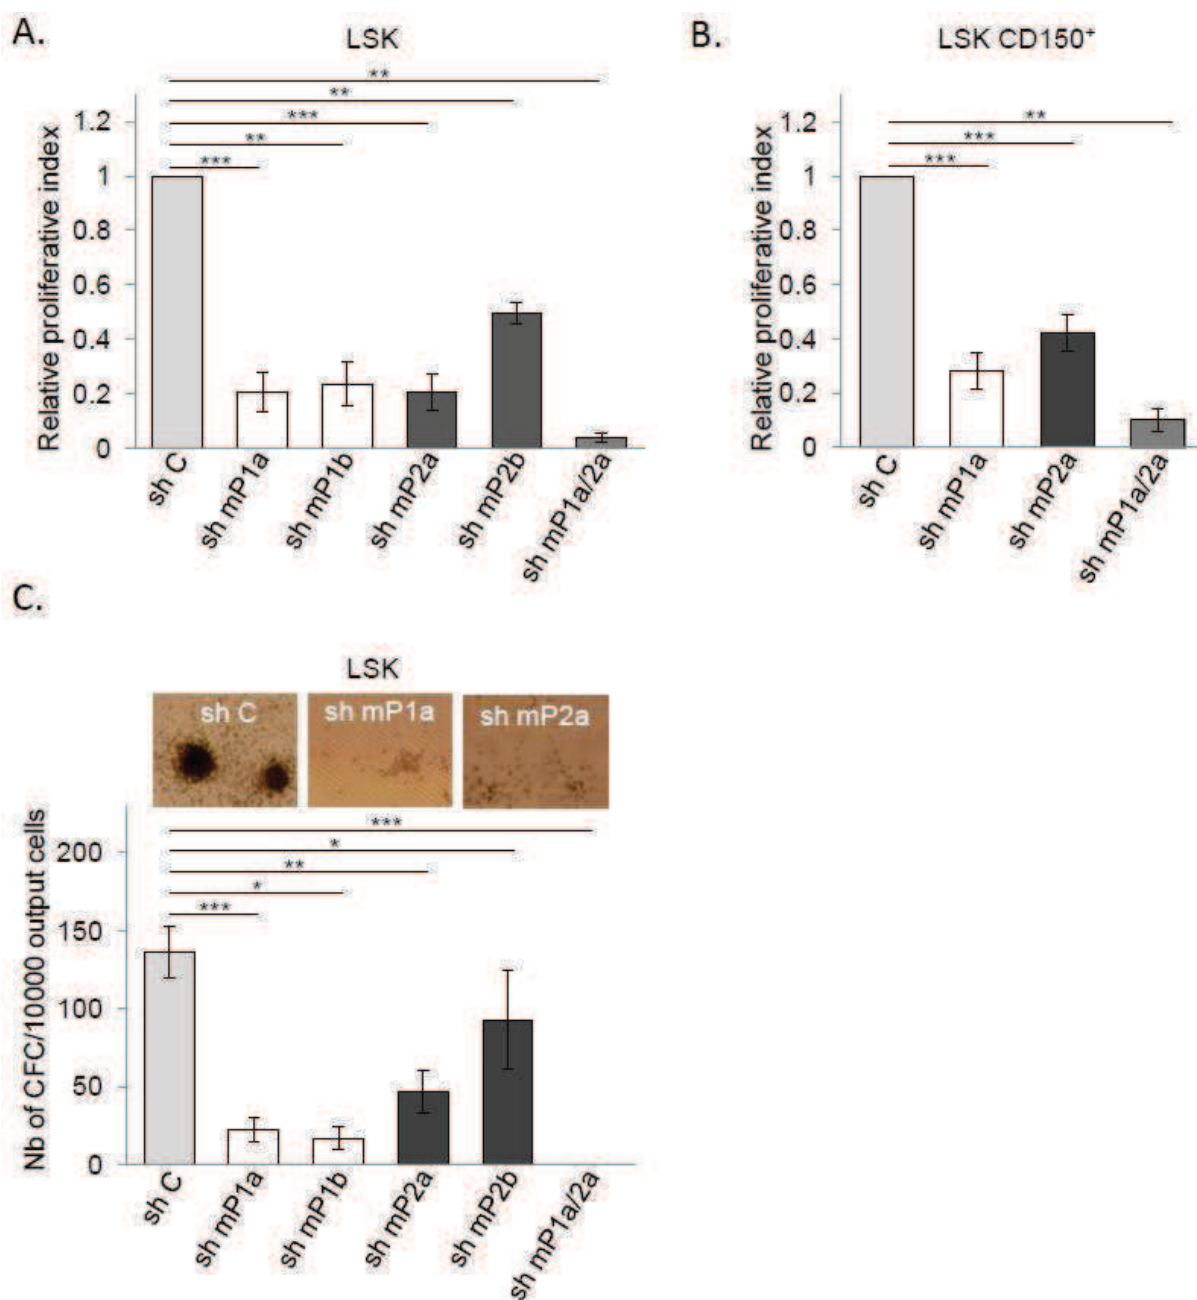 A.
LSK
**
**
***
**
***
Relative proliferative index
1.2
1
0.8
0.6
0.4
0.2
0
sh C
sh mP1a
sh mP1b
sh mP2a
sh mP2b
sh mP1a/2a
B.
LSK CD150⁺
**
***
***
Relative proliferative index
1.2
1
0.8
0.6
0.4
0.2
0
sh C
sh mP1a
sh mP2a
sh mP1a/2a
C.
LSK
sh C
sh mP1a
sh mP2a
***
*
**
*
***
Nb of CFC/10000 output cells
200
150
100
50
0
sh C
sh mP1a
sh mP1b
sh mP2a
sh mP2b
sh mP1a/2a